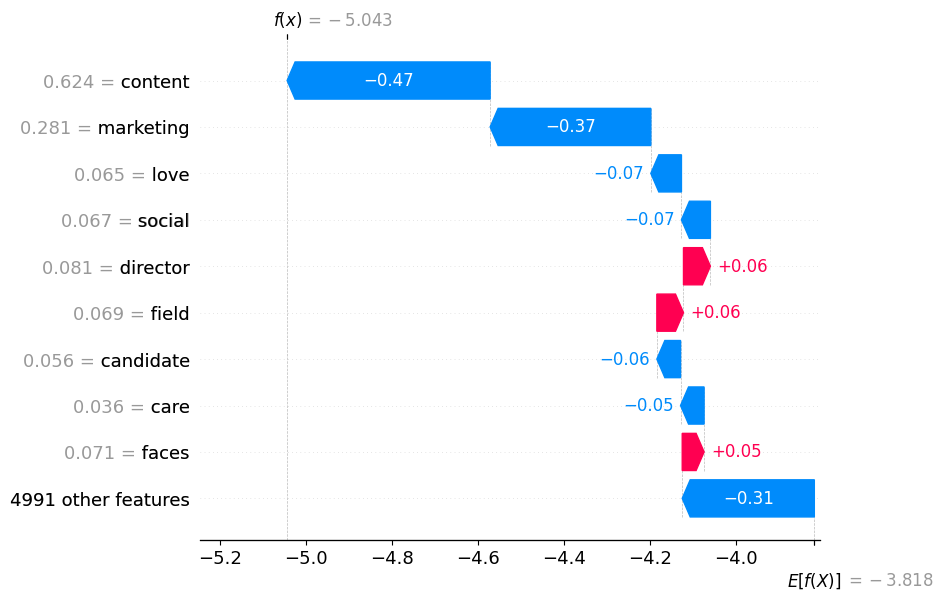 f(x) = −5.043
0.624 = content −0.47
0.281 = marketing −0.37
0.065 = love −0.07
0.067 = social −0.07
0.081 = director +0.06
0.069 = field +0.06
0.056 = candidate −0.06
0.036 = care −0.05
0.071 = faces +0.05
4991 other features −0.31
−5.2 −5.0 −4.8 −4.6 −4.4 −4.2 −4.0
E[f(X)] = −3.818